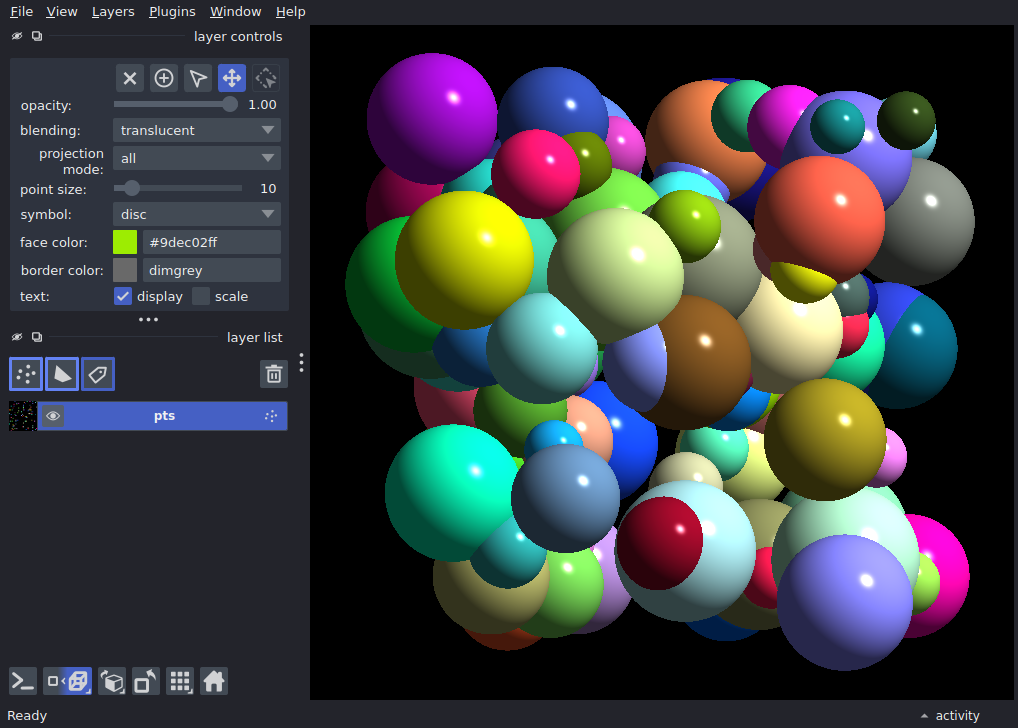 File View Layers Plugins Window Help
layer controls
opacity: 1.00
blending: translucent
projection mode: all
point size: 10
symbol: disc
face color: #9dec02ff
border color: dimgrey
text: display scale
layer list
pts
Ready activity